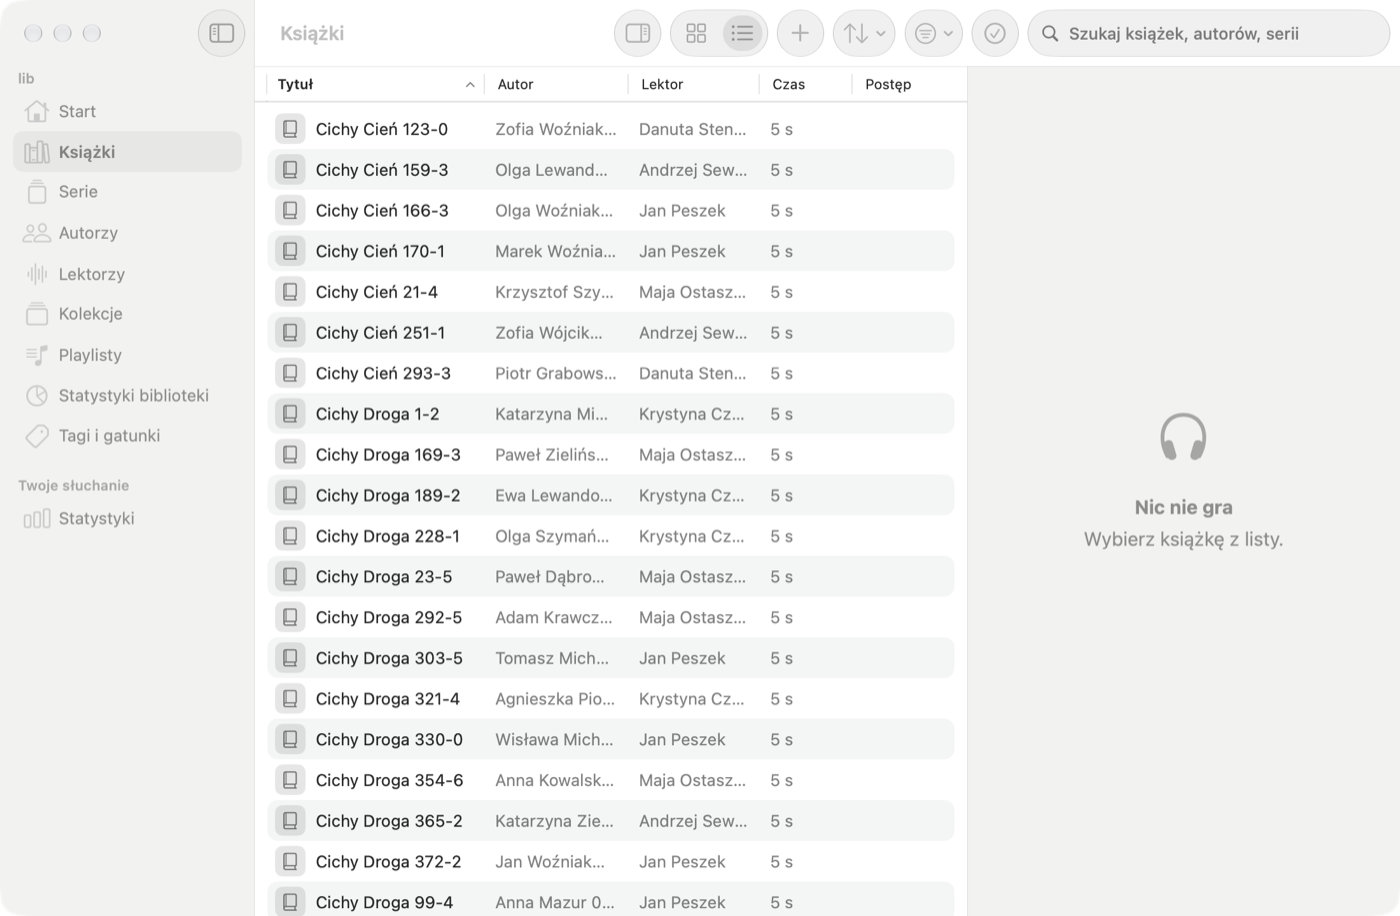 Książki
Szukaj książek, autorów, serii
lib
Start
Książki
Serie
Autorzy
Lektorzy
Kolekcje
Playlisty
Statystyki biblioteki
Tagi i gatunki
Twoje słuchanie
Statystyki
Tytuł Autor Lektor Czas Postęp
Cichy Cień 123-0 Zofia Woźniak... Danuta Sten... 5 s
Cichy Cień 159-3 Olga Lewand... Andrzej Sew... 5 s
Cichy Cień 166-3 Olga Woźniak... Jan Peszek 5 s
Cichy Cień 170-1 Marek Woźnia... Jan Peszek 5 s
Cichy Cień 21-4 Krzysztof Szy... Maja Ostasz... 5 s
Cichy Cień 251-1 Zofia Wójcik... Andrzej Sew... 5 s
Cichy Cień 293-3 Piotr Grabows... Danuta Sten... 5 s
Cichy Droga 1-2 Katarzyna Mi... Krystyna Cz... 5 s
Cichy Droga 169-3 Paweł Zielińs... Maja Ostasz... 5 s
Cichy Droga 189-2 Ewa Lewando... Krystyna Cz... 5 s
Cichy Droga 228-1 Olga Szymań... Krystyna Cz... 5 s
Cichy Droga 23-5 Paweł Dąbro... Maja Ostasz... 5 s
Cichy Droga 292-5 Adam Krawcz... Maja Ostasz... 5 s
Cichy Droga 303-5 Tomasz Mich... Jan Peszek 5 s
Cichy Droga 321-4 Agnieszka Pio... Krystyna Cz... 5 s
Cichy Droga 330-0 Wisława Mich... Jan Peszek 5 s
Cichy Droga 354-6 Anna Kowalsk... Maja Ostasz... 5 s
Cichy Droga 365-2 Katarzyna Zie... Andrzej Sew... 5 s
Cichy Droga 372-2 Jan Woźniak... Jan Peszek 5 s
Cichy Droga 99-4 Anna Mazur 0... Maja Ostasz... 5 s
Nic nie gra
Wybierz książkę z listy.